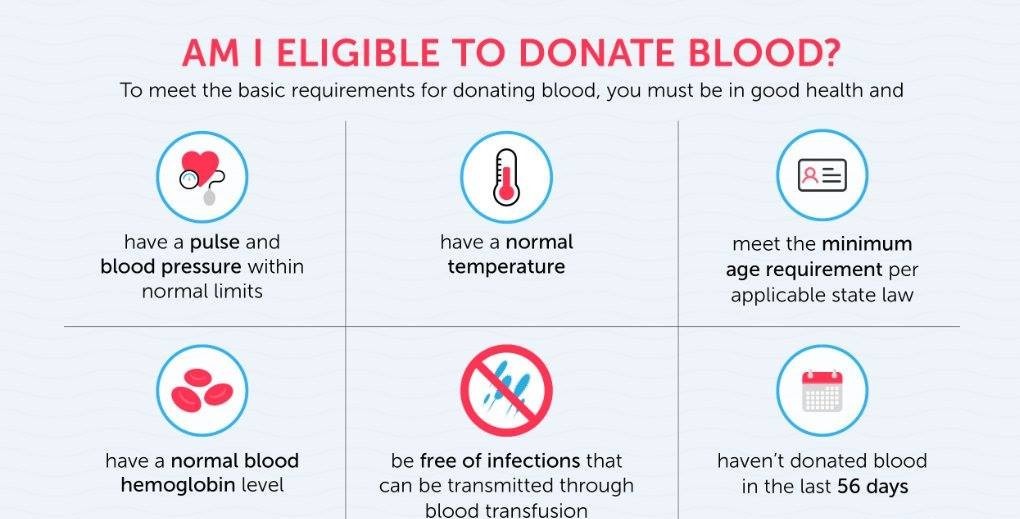 AM I ELIGIBLE TO DONATE BLOOD?
To meet the basic requirements for donating blood, you must be in good health and
have a pulse and
blood pressure within
normal limits
have a normal
temperature
meet the minimum
age requirement per
applicable state law
have a normal blood
hemoglobin level
be free of infections that
can be transmitted through
blood transfusion
haven’t donated blood
in the last 56 days